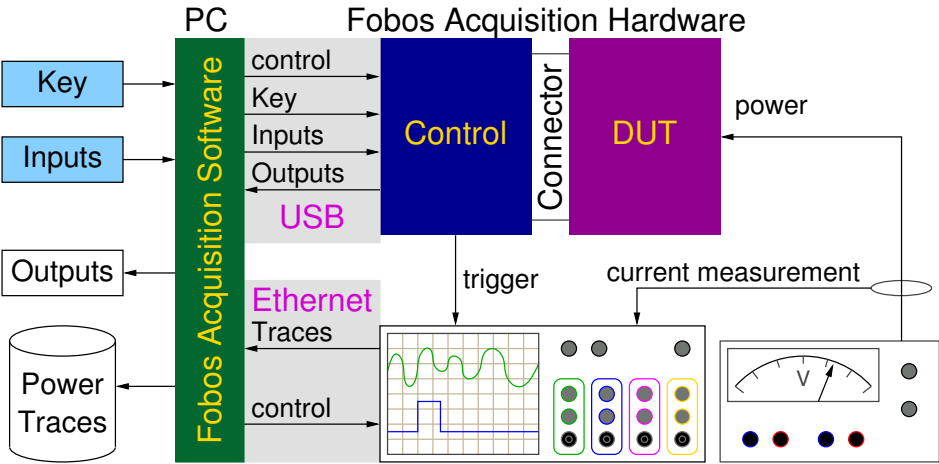 PC
Fobos Acquisition Hardware
Key
Inputs
Outputs
Power
Traces
Fobos Acquisition Software
control
Key
Inputs
Outputs
USB
Control
Connector
DUT
power
trigger
current measurement
Ethernet
Traces
control
V